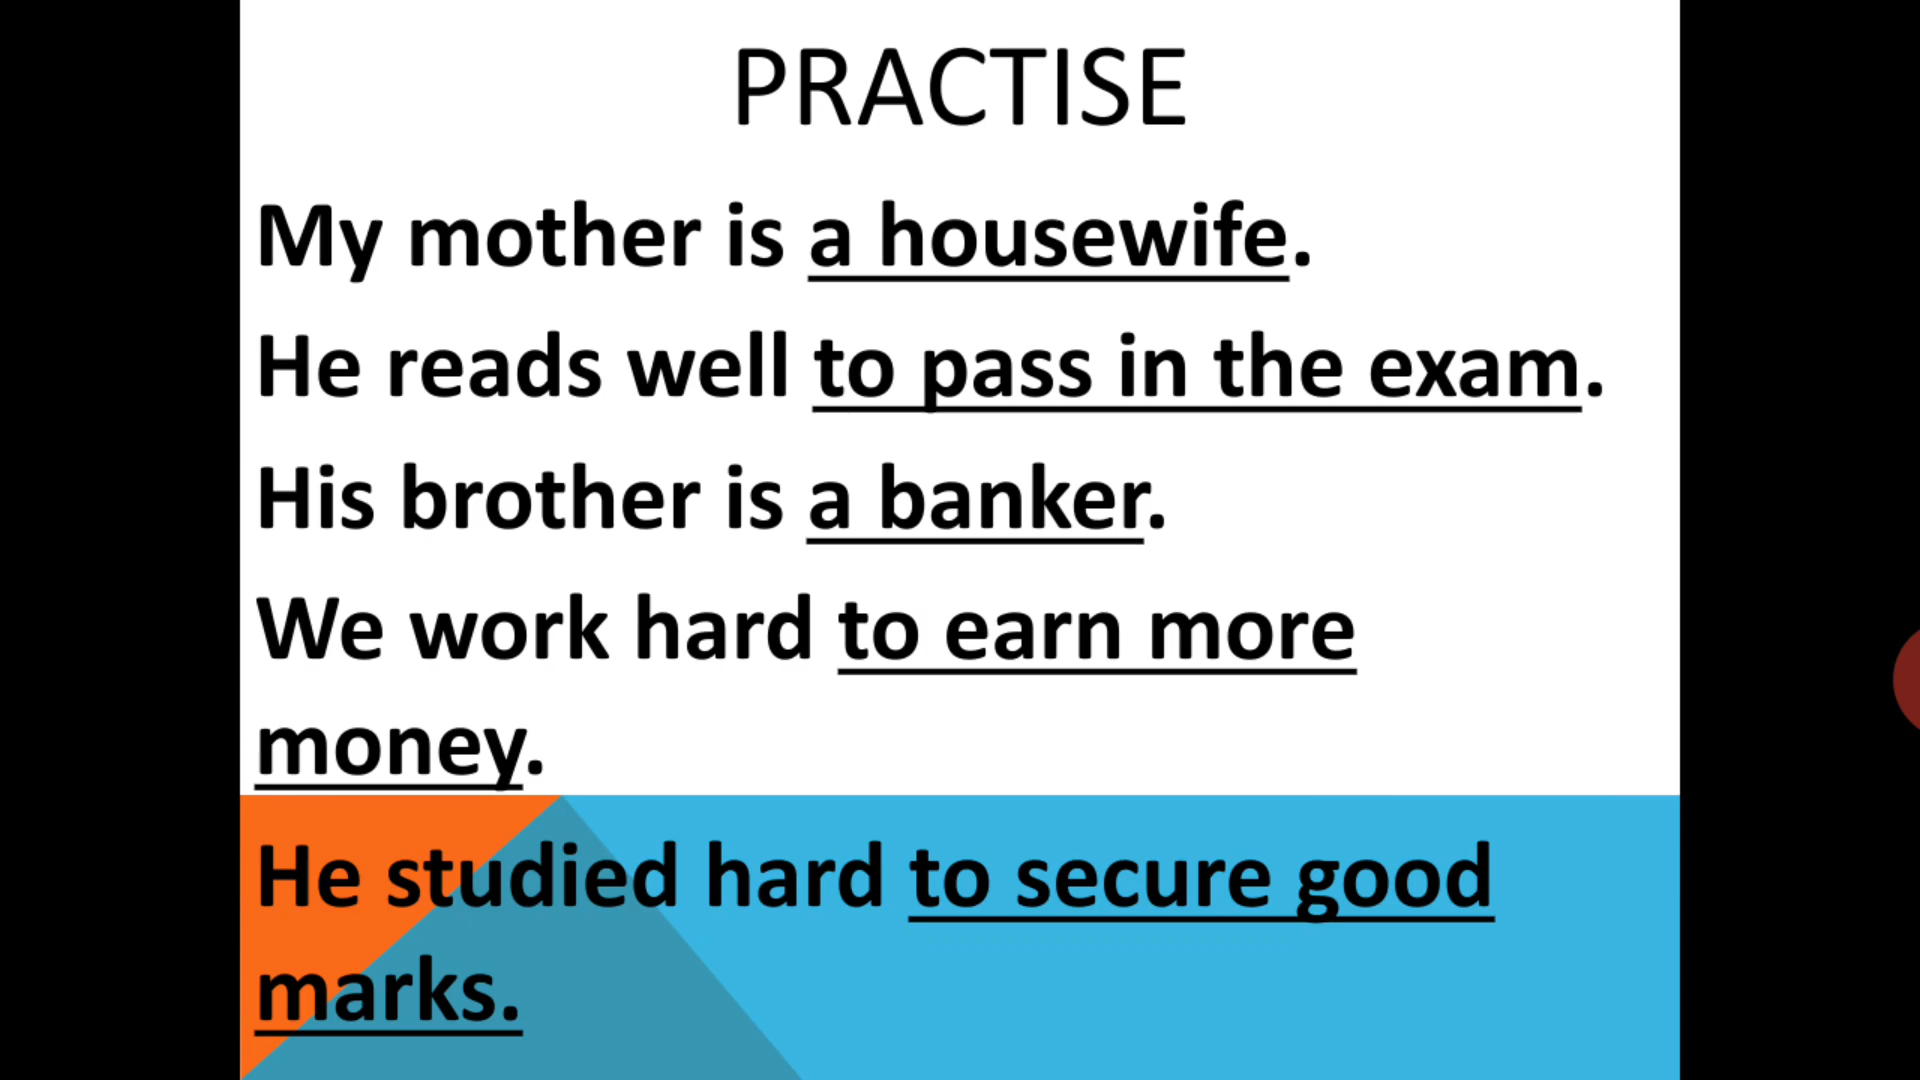 PRACTISE
My mother is a housewife.
He reads well to pass in the exam.
His brother is a banker.
We work hard to earn more
money.
He studied hard to secure good
marks.